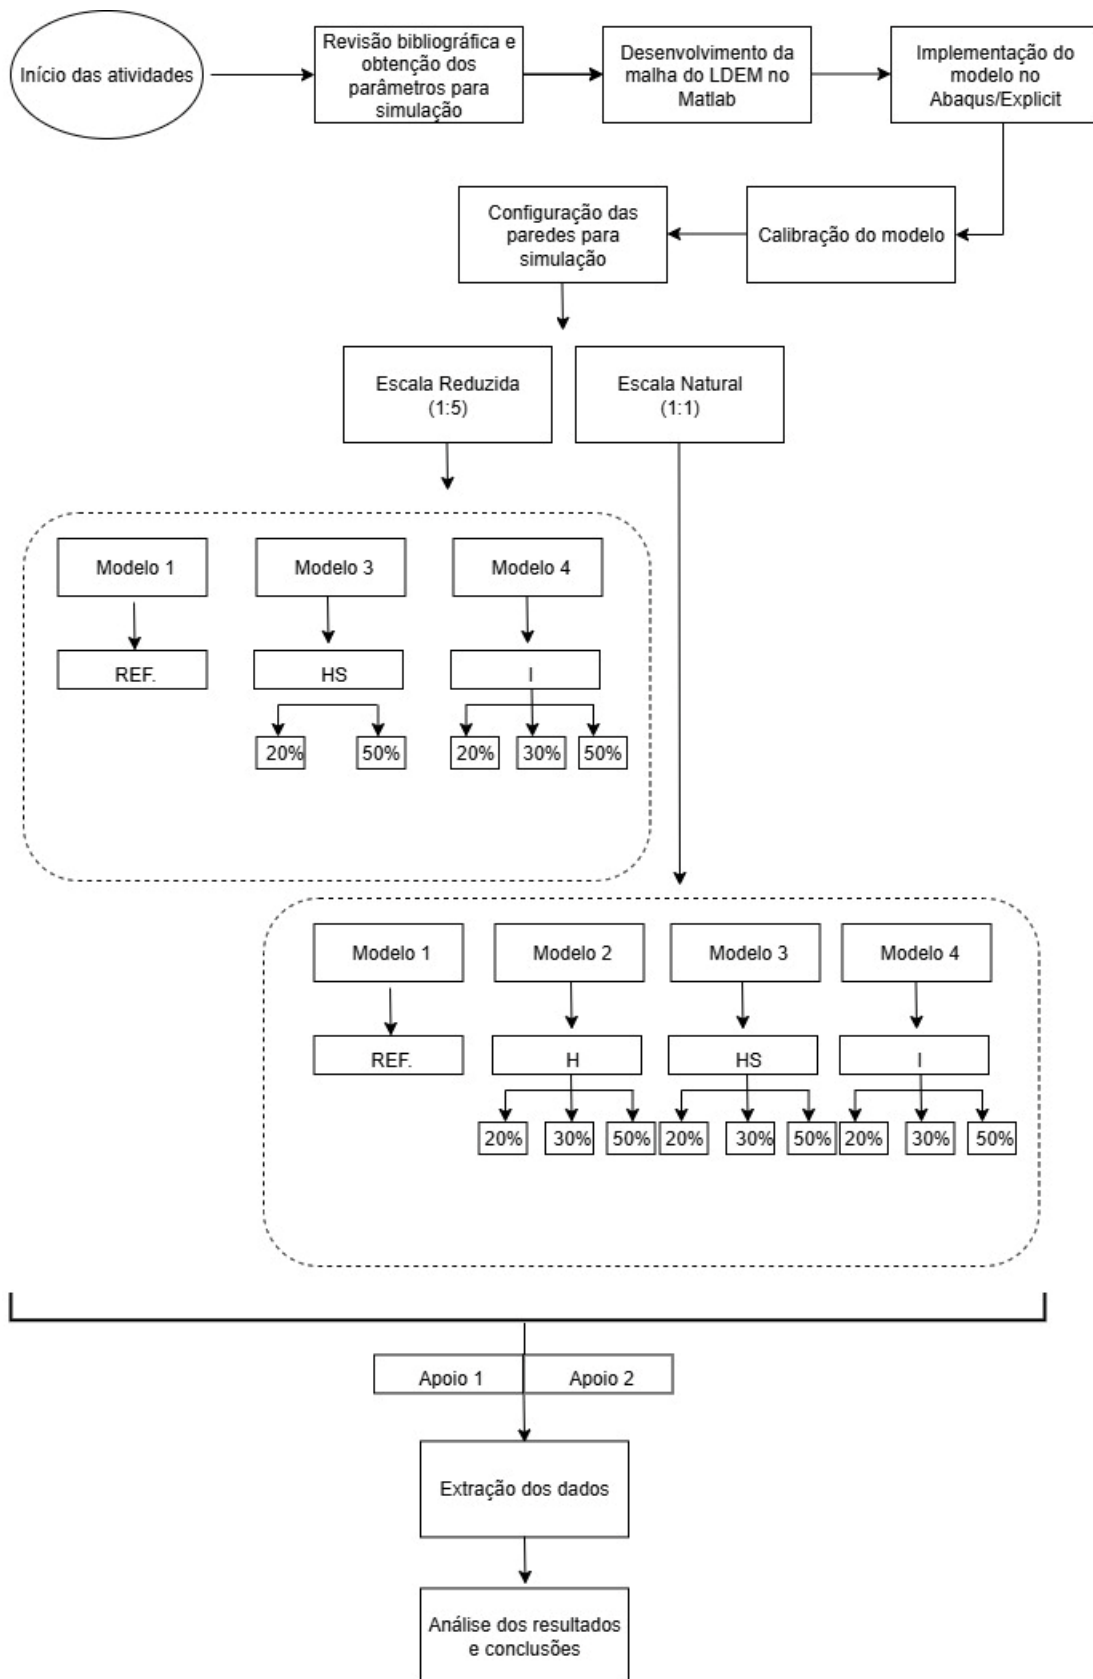 Início das atividades
Revisão bibliográfica e
obtenção dos
parâmetros para
simulação
Desenvolvimento da
malha do LDEM no
Matlab
Implementação do
modelo no
Abaqus/Explicit
Configuração das
paredes para
simulação
Calibração do modelo
Escala Reduzida
(1:5)
Escala Natural
(1:1)
Modelo 1
Modelo 3
Modelo 4
REF.
HS
I
20%
50%
20%
30%
50%
Modelo 1
Modelo 2
Modelo 3
Modelo 4
REF.
H
HS
I
20%
30%
50%
20%
30%
50%
20%
30%
50%
Apoio 1
Apoio 2
Extração dos dados
Análise dos resultados
e conclusões